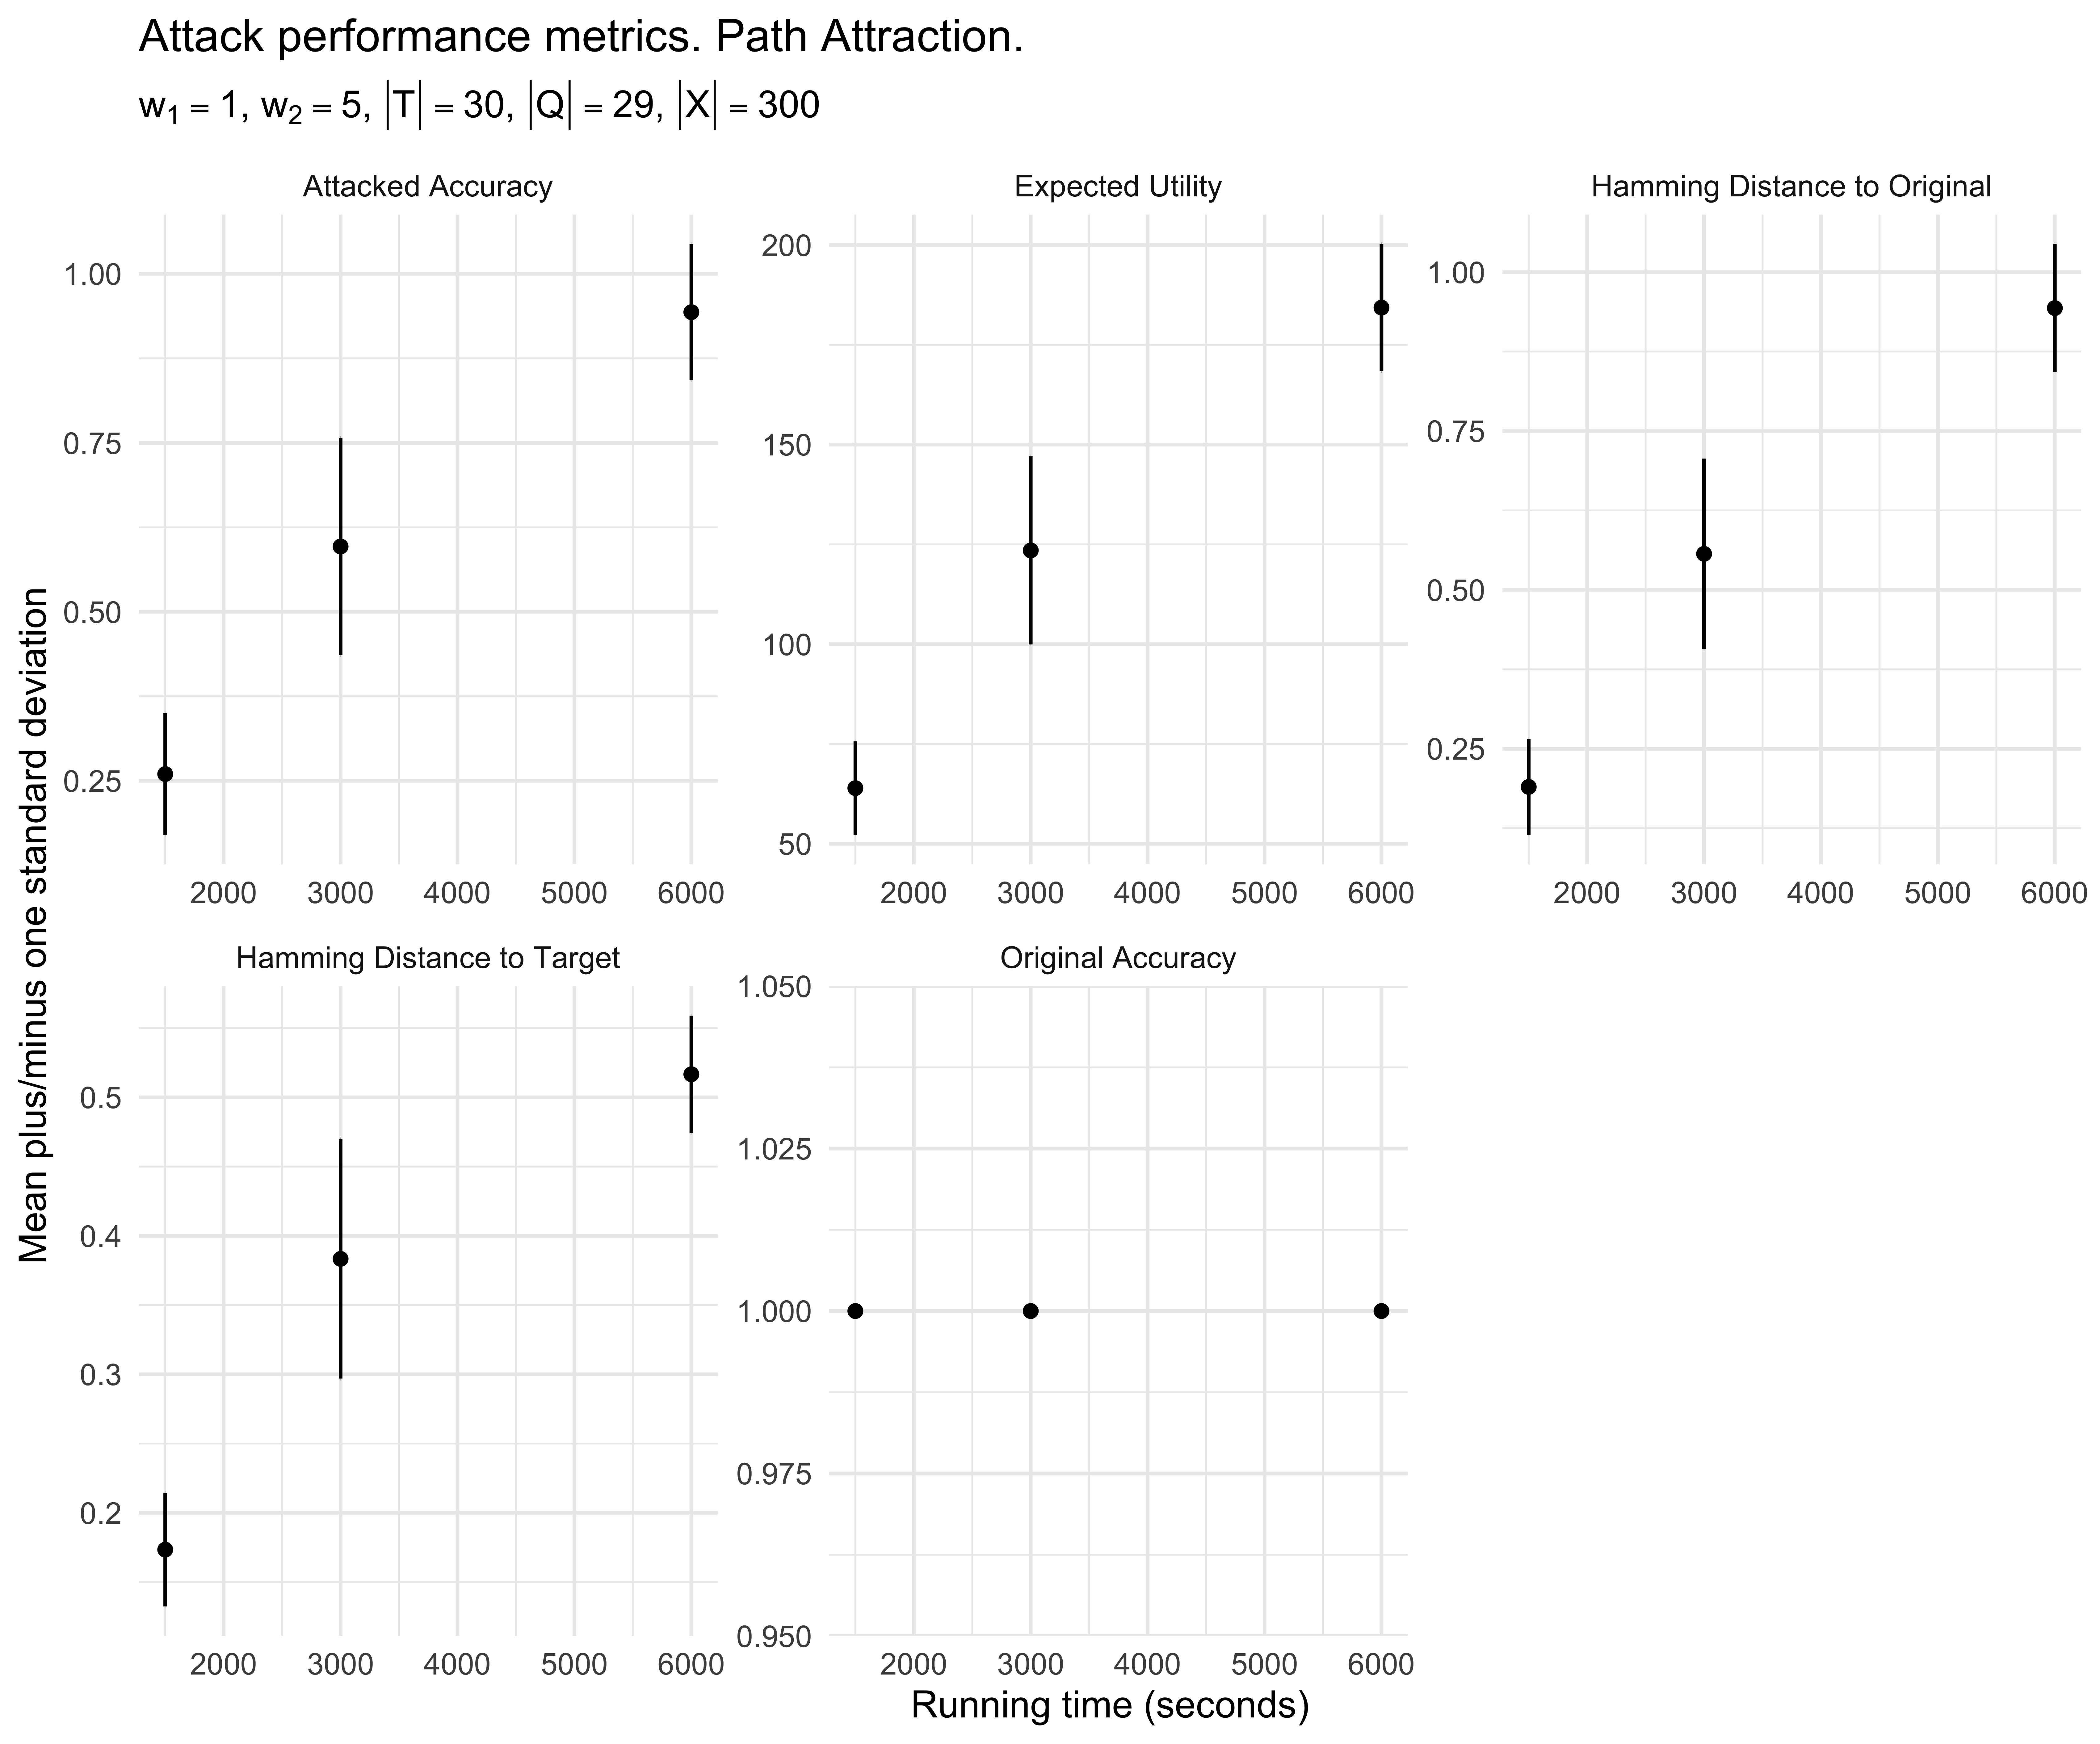 Attack performance metrics. Path Attraction.
w₁ = 1, w₂ = 5, |T| = 30, |Q| = 29, |X| = 300
Mean plus/minus one standard deviation
Attacked Accuracy
1.00
0.75
0.50
0.25
2000 3000 4000 5000 6000
Expected Utility
200
150
100
50
2000 3000 4000 5000 6000
Hamming Distance to Original
1.00
0.75
0.50
0.25
2000 3000 4000 5000 6000
Hamming Distance to Target
0.5
0.4
0.3
0.2
2000 3000 4000 5000 6000
Original Accuracy
1.050
1.025
1.000
0.975
0.950
2000 3000 4000 5000 6000
Running time (seconds)